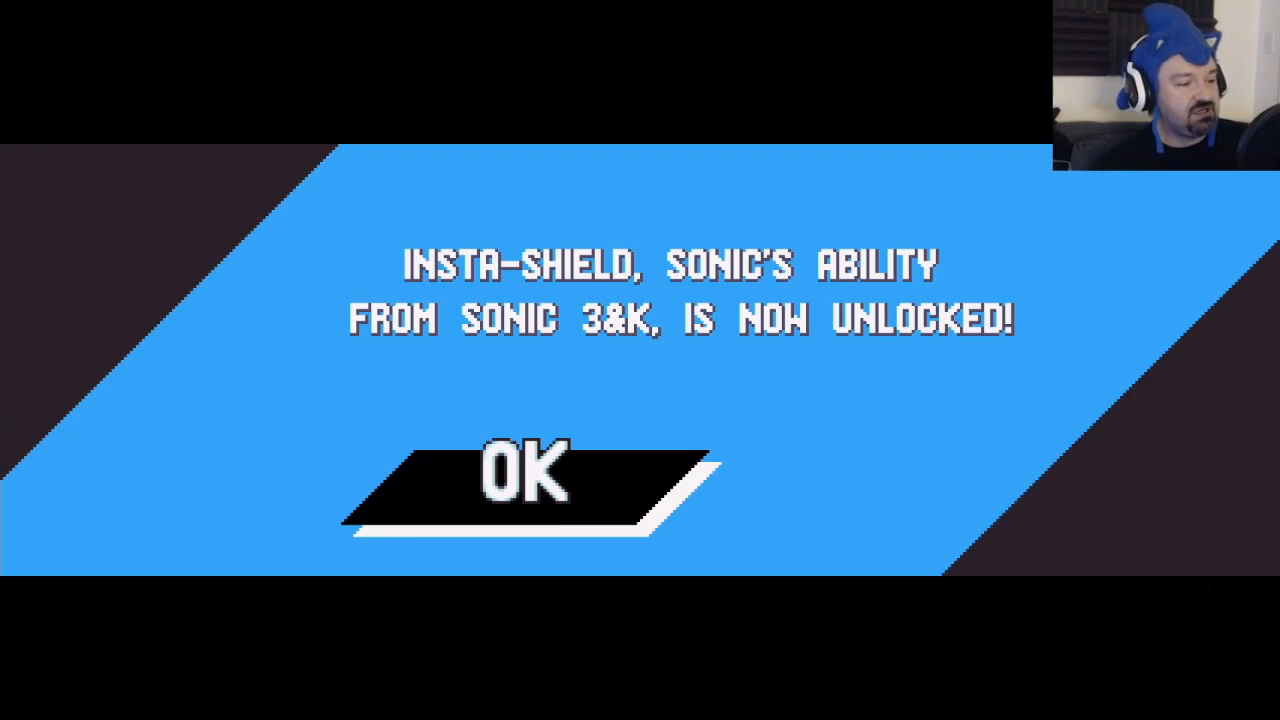 INSTA-SHIELD, SONIC'S ABILITY
FROM SONIC 3&K, IS NOW UNLOCKED!
OK